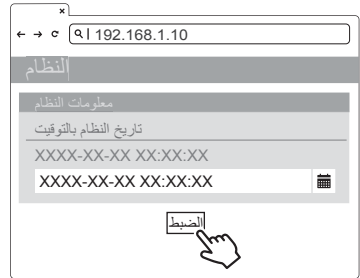 192.168.1.10
النظام
معلومات النظام
تاريخ النظام بالتوقيت
XXXX-XX-XX XX:XX:XX
XXXX-XX-XX XX:XX:XX
الضبط